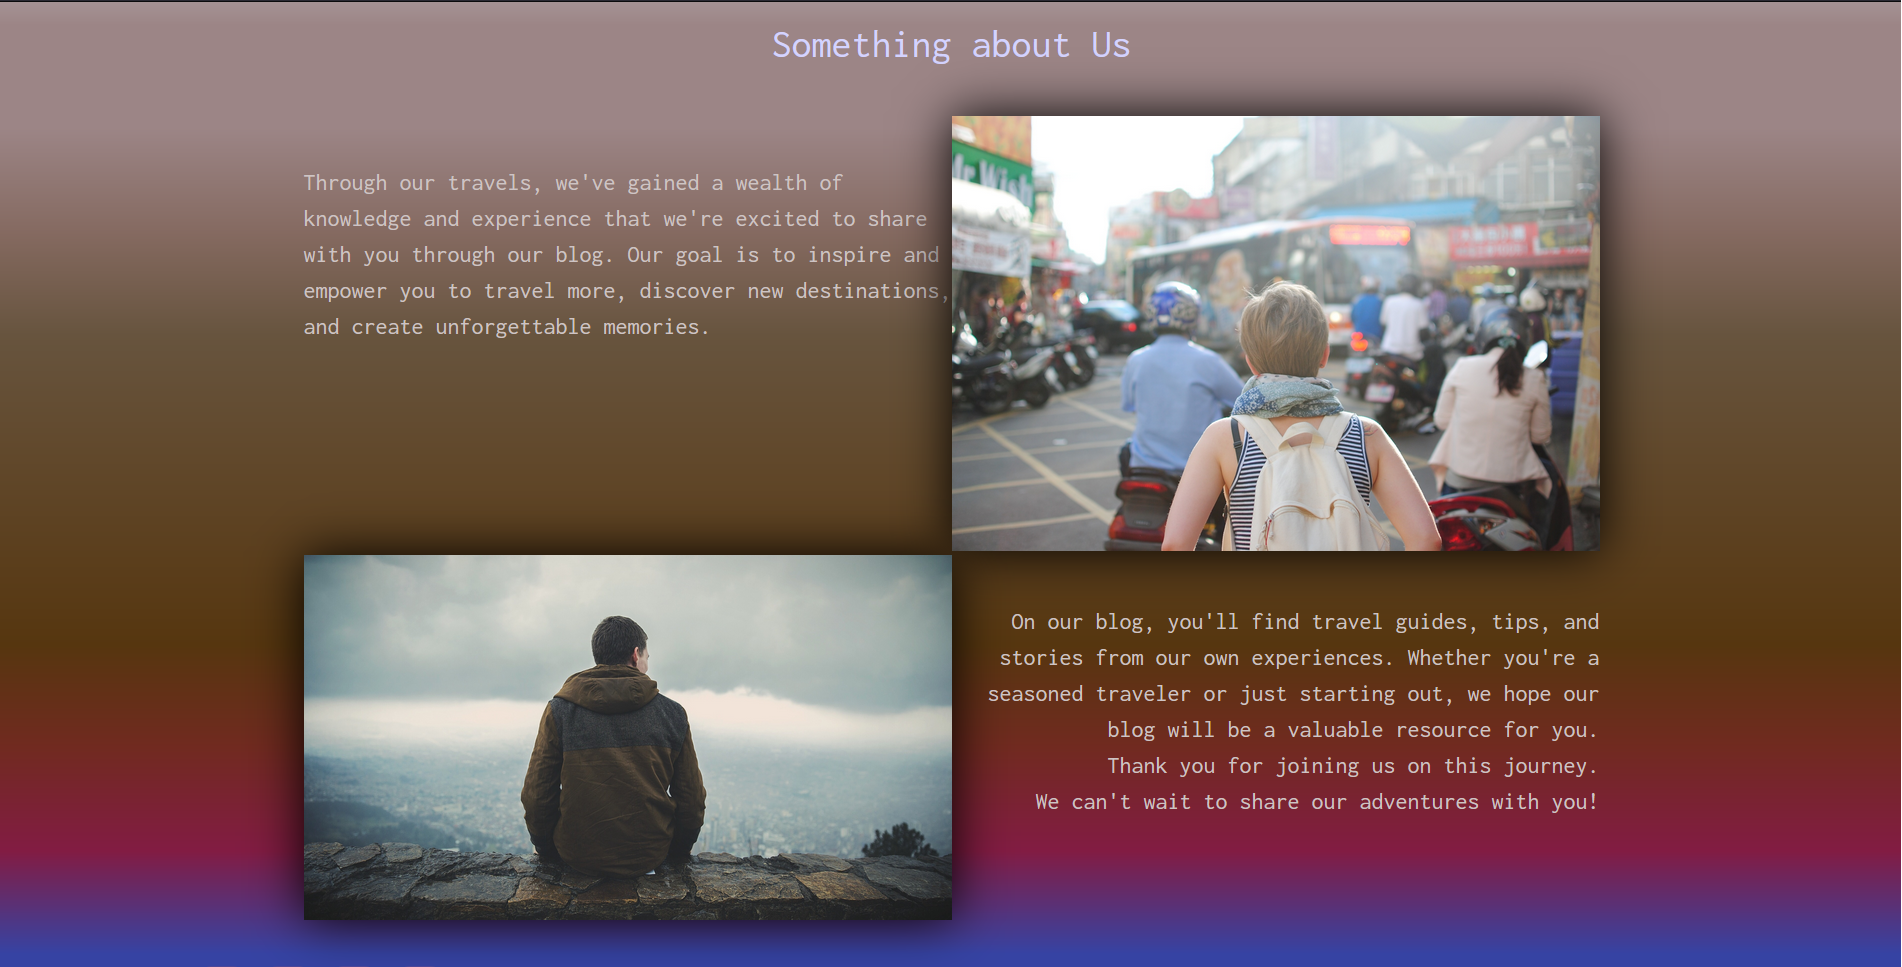 Something about Us
Through our travels, we've gained a wealth of
knowledge and experience that we're excited to share
with you through our blog. Our goal is to inspire and
empower you to travel more, discover new destinations,
and create unforgettable memories.
On our blog, you'll find travel guides, tips, and
stories from our own experiences. Whether you're a
seasoned traveler or just starting out, we hope our
blog will be a valuable resource for you.
Thank you for joining us on this journey.
We can't wait to share our adventures with you!